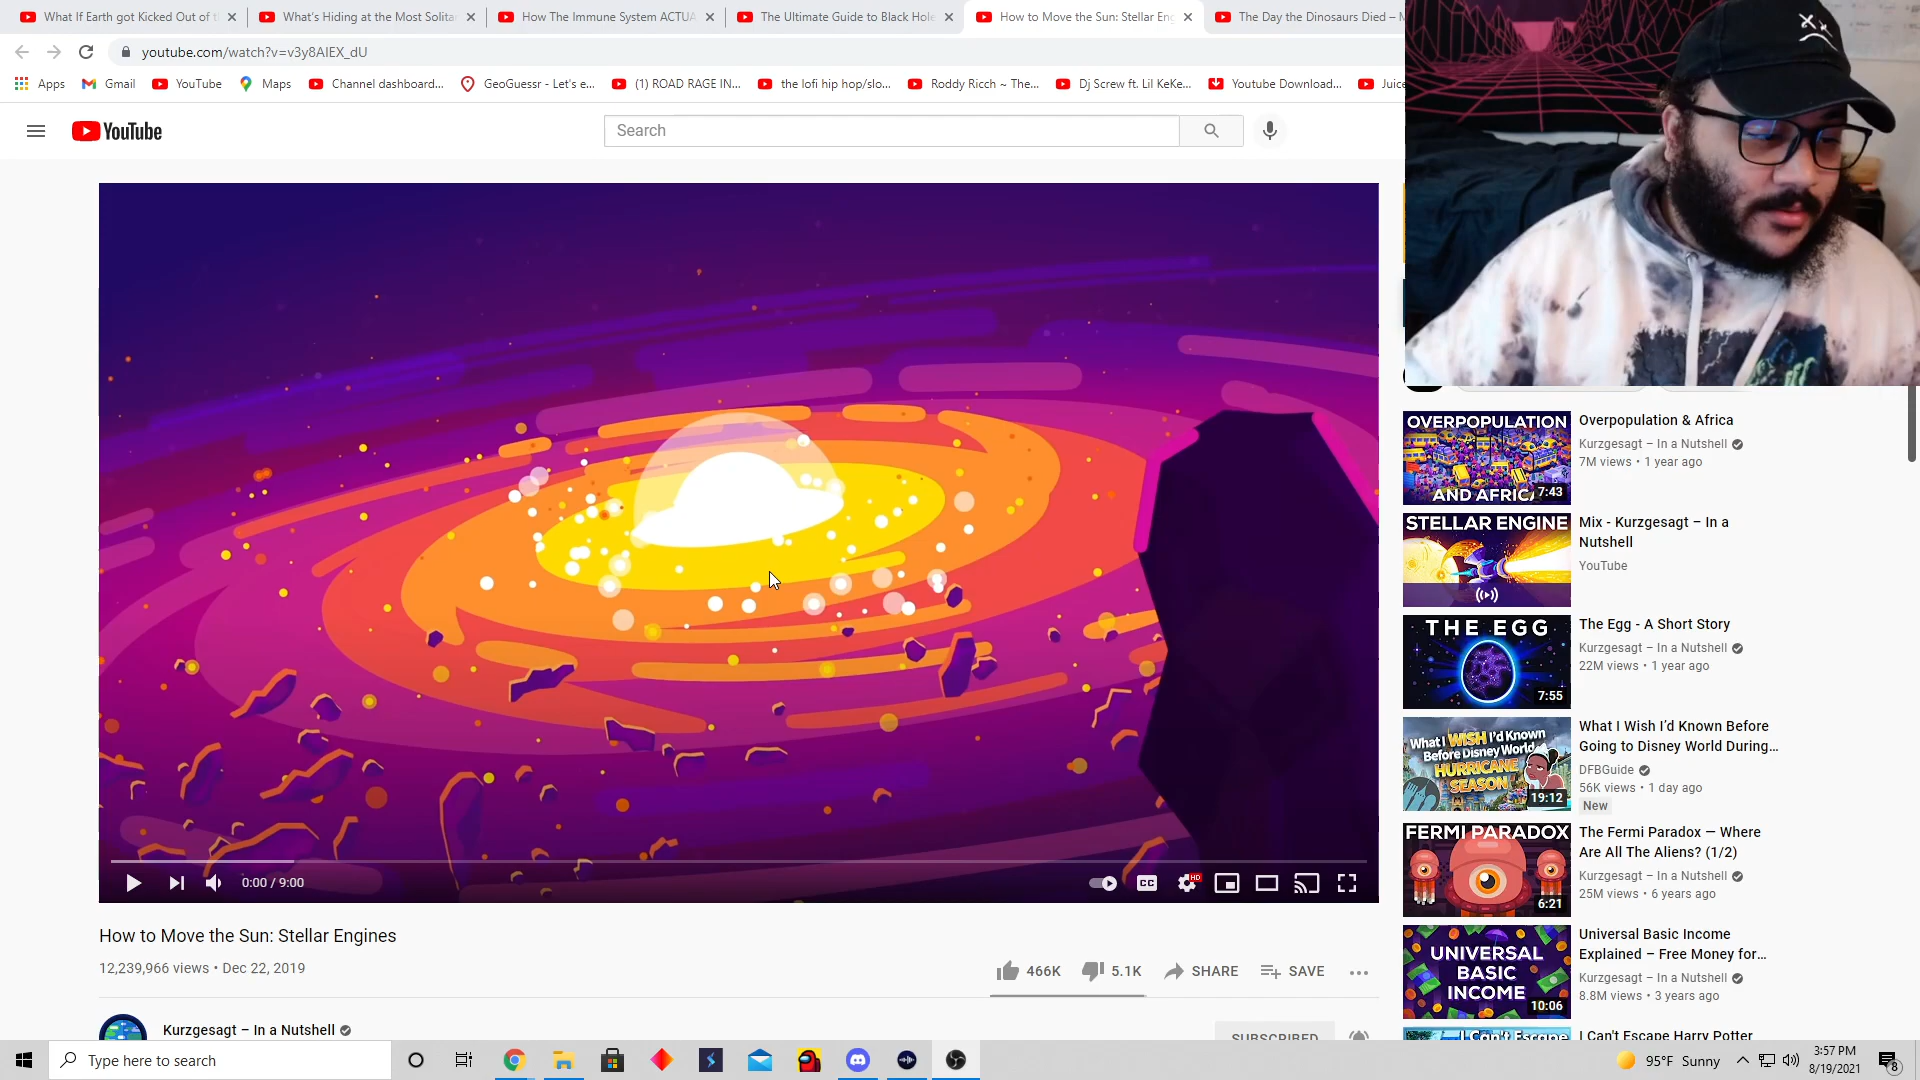 What If Earth got Kicked Out of t
What's Hiding at the Most Solita
How The Immune System ACTUA
The Ultimate Guide to Black Hole
How to Move the Sun: Stellar Eng
The Day the Dinosaurs Died – M
youtube.com/watch?v=v3y8AIEX_dU
Apps
Gmail
YouTube
Maps
Channel dashboard...
GeoGuessr - Let's e...
(1) ROAD RAGE IN...
the lofi hip hop/slo...
Roddy Ricch ~ The...
Dj Screw ft. Lil KeKe...
Youtube Download...
Juice
YouTube
Search
0:00 / 9:00
CC
HD
How to Move the Sun: Stellar Engines
12,239,966 views • Dec 22, 2019
466K
5.1K
SHARE
SAVE
Kurzgesagt – In a Nutshell
SUBSCRIBED
OVERPOPULATION
AND AFRIC
7:43
Overpopulation & Africa
Kurzgesagt – In a Nutshell
7M views • 1 year ago
STELLAR ENGINE
Mix - Kurzgesagt – In a
Nutshell
YouTube
THE EGG
7:55
The Egg - A Short Story
Kurzgesagt – In a Nutshell
22M views • 1 year ago
What I WISH I'd Known
Before Disney World
HURRICANE
SEASON
19:12
What I Wish I'd Known Before
Going to Disney World During...
DFBGuide
56K views • 1 day ago
New
FERMI PARADOX
6:21
The Fermi Paradox — Where
Are All The Aliens? (1/2)
Kurzgesagt – In a Nutshell
25M views • 6 years ago
UNIVERSAL
BASIC
INCOME
10:06
Universal Basic Income
Explained – Free Money for...
Kurzgesagt – In a Nutshell
8.8M views • 3 years ago
I Can't Escape
I Can't Escape Harry Potter
Type here to search
95°F Sunny
3:57 PM
8/19/2021
8